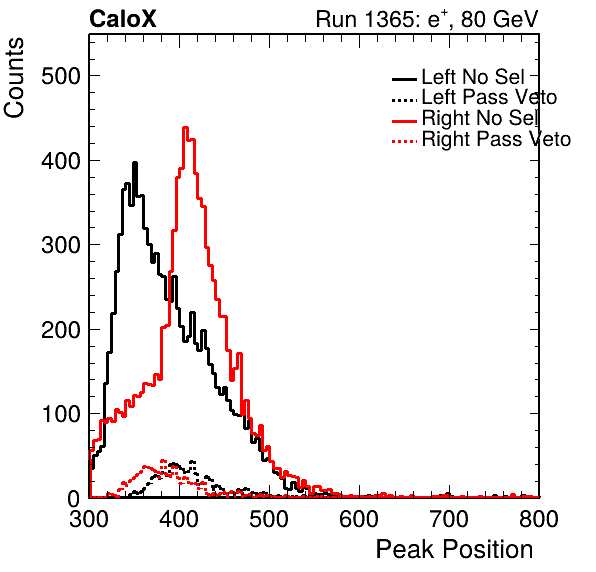 CaloX Run 1365: e⁺, 80 GeV
Counts
500
400
300
200
100
0
Left No Sel
Left Pass Veto
Right No Sel
Right Pass Veto
300 400 500 600 700 800
Peak Position